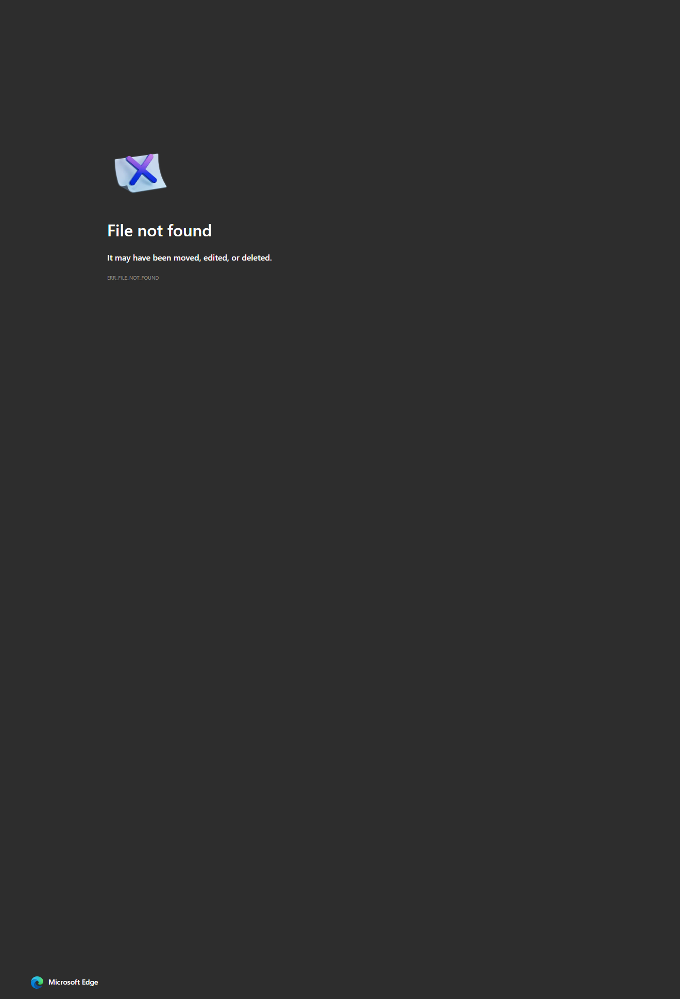 File not found
It may have been moved, edited, or deleted.
ERR_FILE_NOT_FOUND
Microsoft Edge